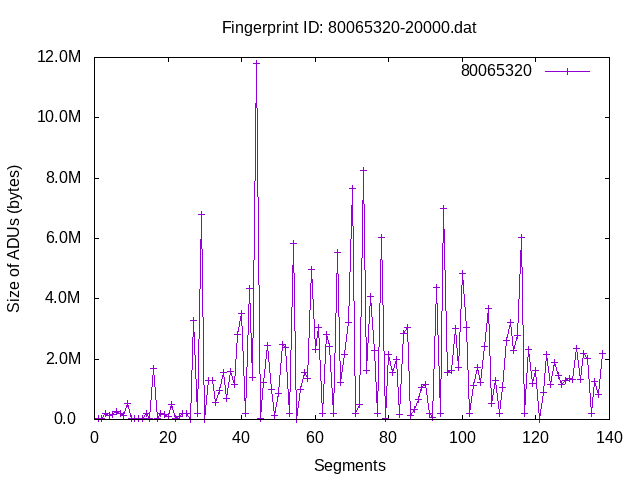 Fingerprint ID: 80065320-20000.dat
80065320
12.0M
10.0M
8.0M
6.0M
4.0M
2.0M
0.0
Size of ADUs (bytes)
0 20 40 60 80 100 120 140
Segments